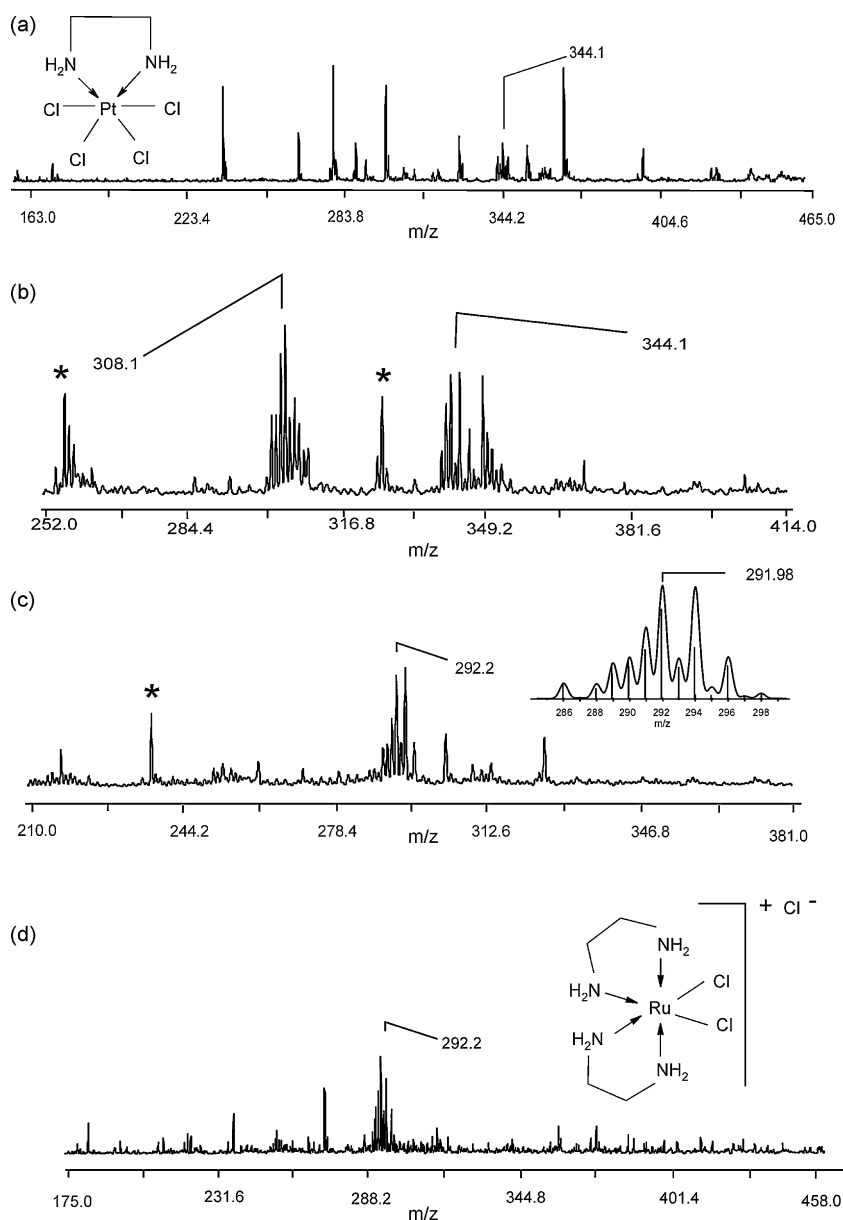 (a)
H₂N NH₂
Cl Pt Cl
Cl Cl
344.1
163.0 223.4 283.8 344.2 404.6 465.0
m/z
(b)
308.1
344.1
* *
252.0 284.4 316.8 349.2 381.6 414.0
m/z
(c)
292.2
291.98
*
286 288 290 292 294 296 298
m/z
210.0 244.2 278.4 312.6 346.8 381.0
m/z
(d)
292.2
+ Cl -
NH₂
H₂N
Cl
Ru
Cl
H₂N
NH₂
175.0 231.6 288.2 344.8 401.4 458.0
m/z